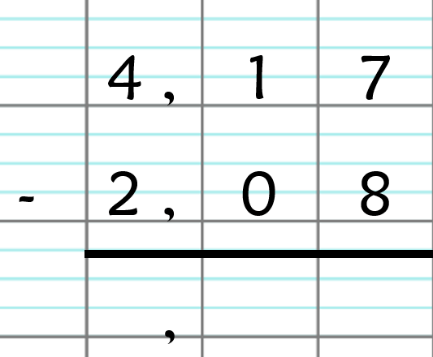 4, 1 7
- 2, 0 8
,